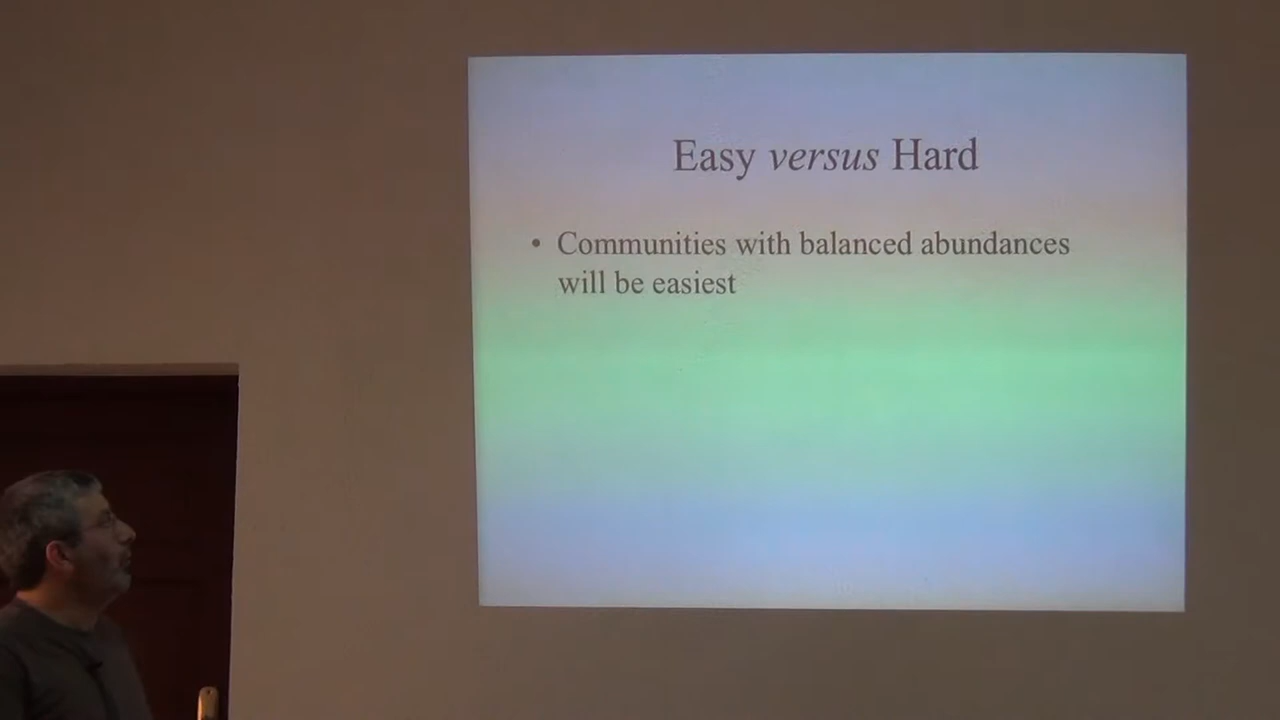 Easy versus Hard
• Communities with balanced abundances
will be easiest